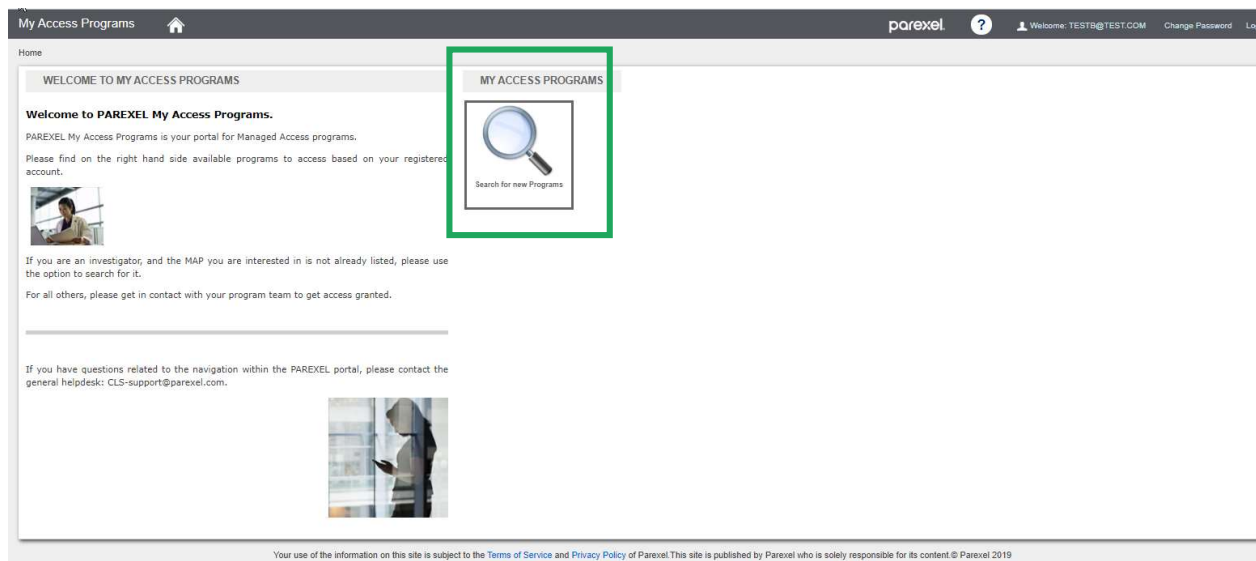 My Access Programs
parexel.
?
Welcome: TESTB@TEST.COM
Change Password
Home
WELCOME TO MY ACCESS PROGRAMS
Welcome to PAREXEL My Access Programs.
PAREXEL My Access Programs is your portal for Managed Access programs.
Please find on the right hand side available programs to access based on your registered
account.
If you are an investigator, and the MAP you are interested in is not already listed, please use
the option to search for it.
For all others, please get in contact with your program team to get access granted.
If you have questions related to the navigation within the PAREXEL portal, please contact the
general helpdesk: CLS-support@parexel.com.
MY ACCESS PROGRAMS
Search for new Programs
Your use of the information on this site is subject to the Terms of Service and Privacy Policy of Parexel.This site is published by Parexel who is solely responsible for its content.© Parexel 2019